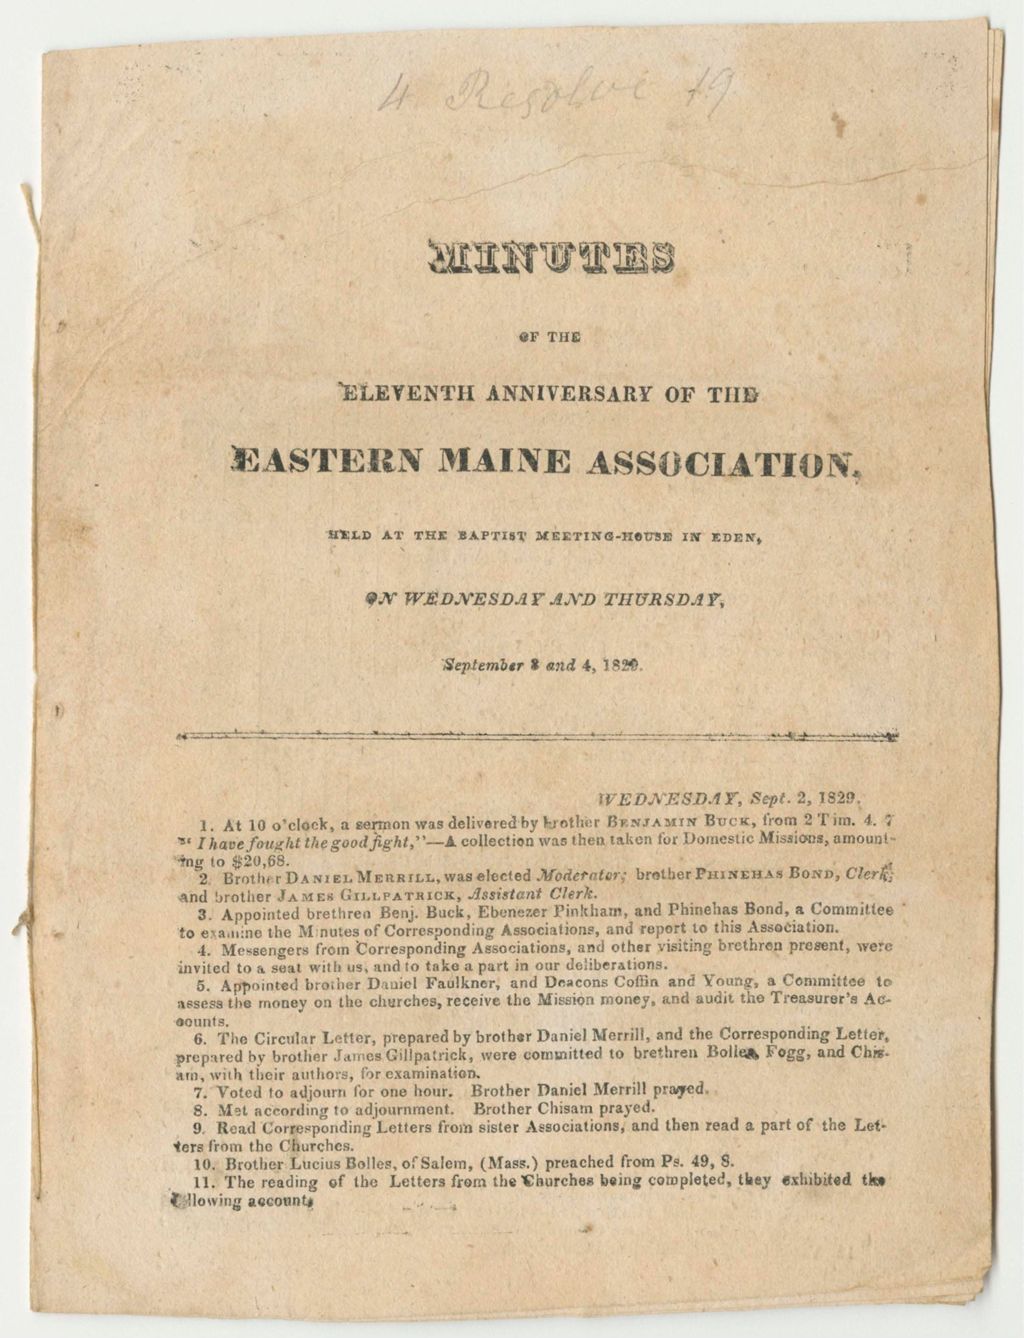 4 Resolve 19
MINUTES
OF THE
ELEVENTH ANNIVERSARY OF THE
EASTERN MAINE ASSOCIATION,
HELD AT THE BAPTIST MEETING-HOUSE IN EDEN,
ON WEDNESDAY AND THURSDAY,
September and 4, 1829.
WEDNESDAY, Sept. 2, 1829.
1. At 10 o'clock, a sermon was delivered by brother BENJAMIN BUCK, from 2 Tim. 4. 7
"I have fought the good fight,"—A collection was then taken for Domestic Missions, amount-
ing to $20,68.
2. Brother DANIEL MERRILL, was elected Moderator; brother PHINEHAS BOND, Clerk;
and brother JAMES GILLPATRICK, Assistant Clerk.
3. Appointed brethren Benj. Buck, Ebenezer Pinkham, and Phinehas Bond, a Committee
to examine the Minutes of Corresponding Associations, and report to this Association.
4. Messengers from Corresponding Associations, and other visiting brethren present, were
invited to a seat with us, and to take a part in our deliberations.
5. Appointed brother Daniel Faulkner, and Deacons Coffin and Young, a Committee to
assess the money on the churches, receive the Mission money, and audit the Treasurer's Ac-
counts.
6. The Circular Letter, prepared by brother Daniel Merrill, and the Corresponding Letter,
prepared by brother James Gillpatrick, were committed to brethren Bolles, Fogg, and Chis-
am, with their authors, for examination.
7. Voted to adjourn for one hour. Brother Daniel Merrill prayed.
8. Met according to adjournment. Brother Chisam prayed.
9. Read Corresponding Letters from sister Associations, and then read a part of the Let-
ters from the Churches.
10. Brother Lucius Bolles, of Salem, (Mass.) preached from Ps. 49, 8.
11. The reading of the Letters from the Churches being completed, they exhibited the
following account,